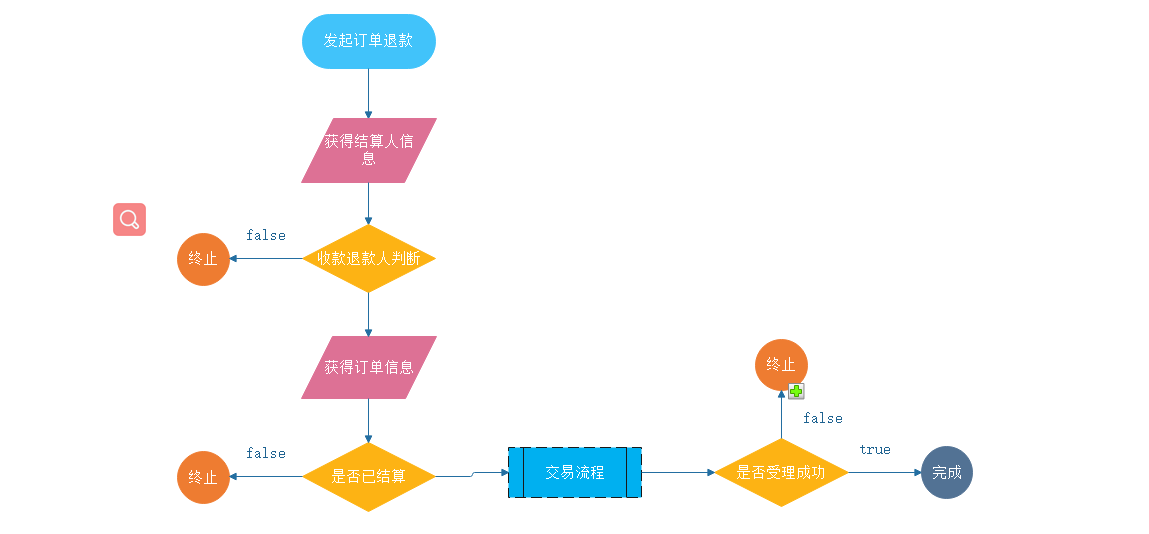 发起订单退款
获得结算人信
息
false
终止
收款退款人判断
获得订单信息
终止
false
false
true
终止
是否已结算
交易流程
是否受理成功
完成